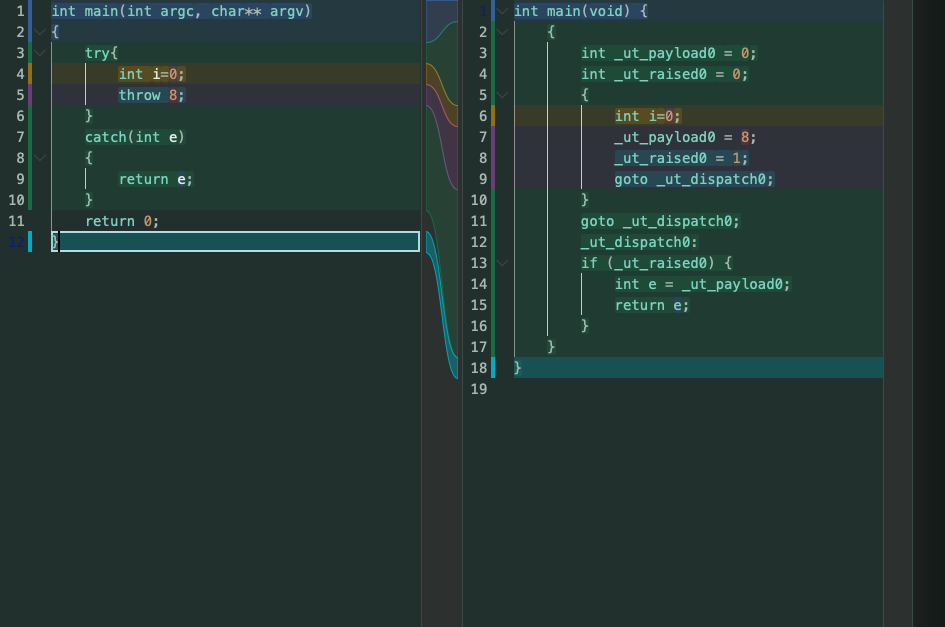 1 int main(int argc, char** argv)
2 {
3 try{
4 int i=0;
5 throw 8;
6 }
7 catch(int e)
8 {
9 return e;
10 }
11 return 0;
12 }
1 int main(void) {
2 {
3 int _ut_payload0 = 0;
4 int _ut_raised0 = 0;
5 {
6 int i=0;
7 _ut_payload0 = 8;
8 _ut_raised0 = 1;
9 goto _ut_dispatch0;
10 }
11 goto _ut_dispatch0;
12 _ut_dispatch0:
13 if (_ut_raised0) {
14 int e = _ut_payload0;
15 return e;
16 }
17 }
18 }
19